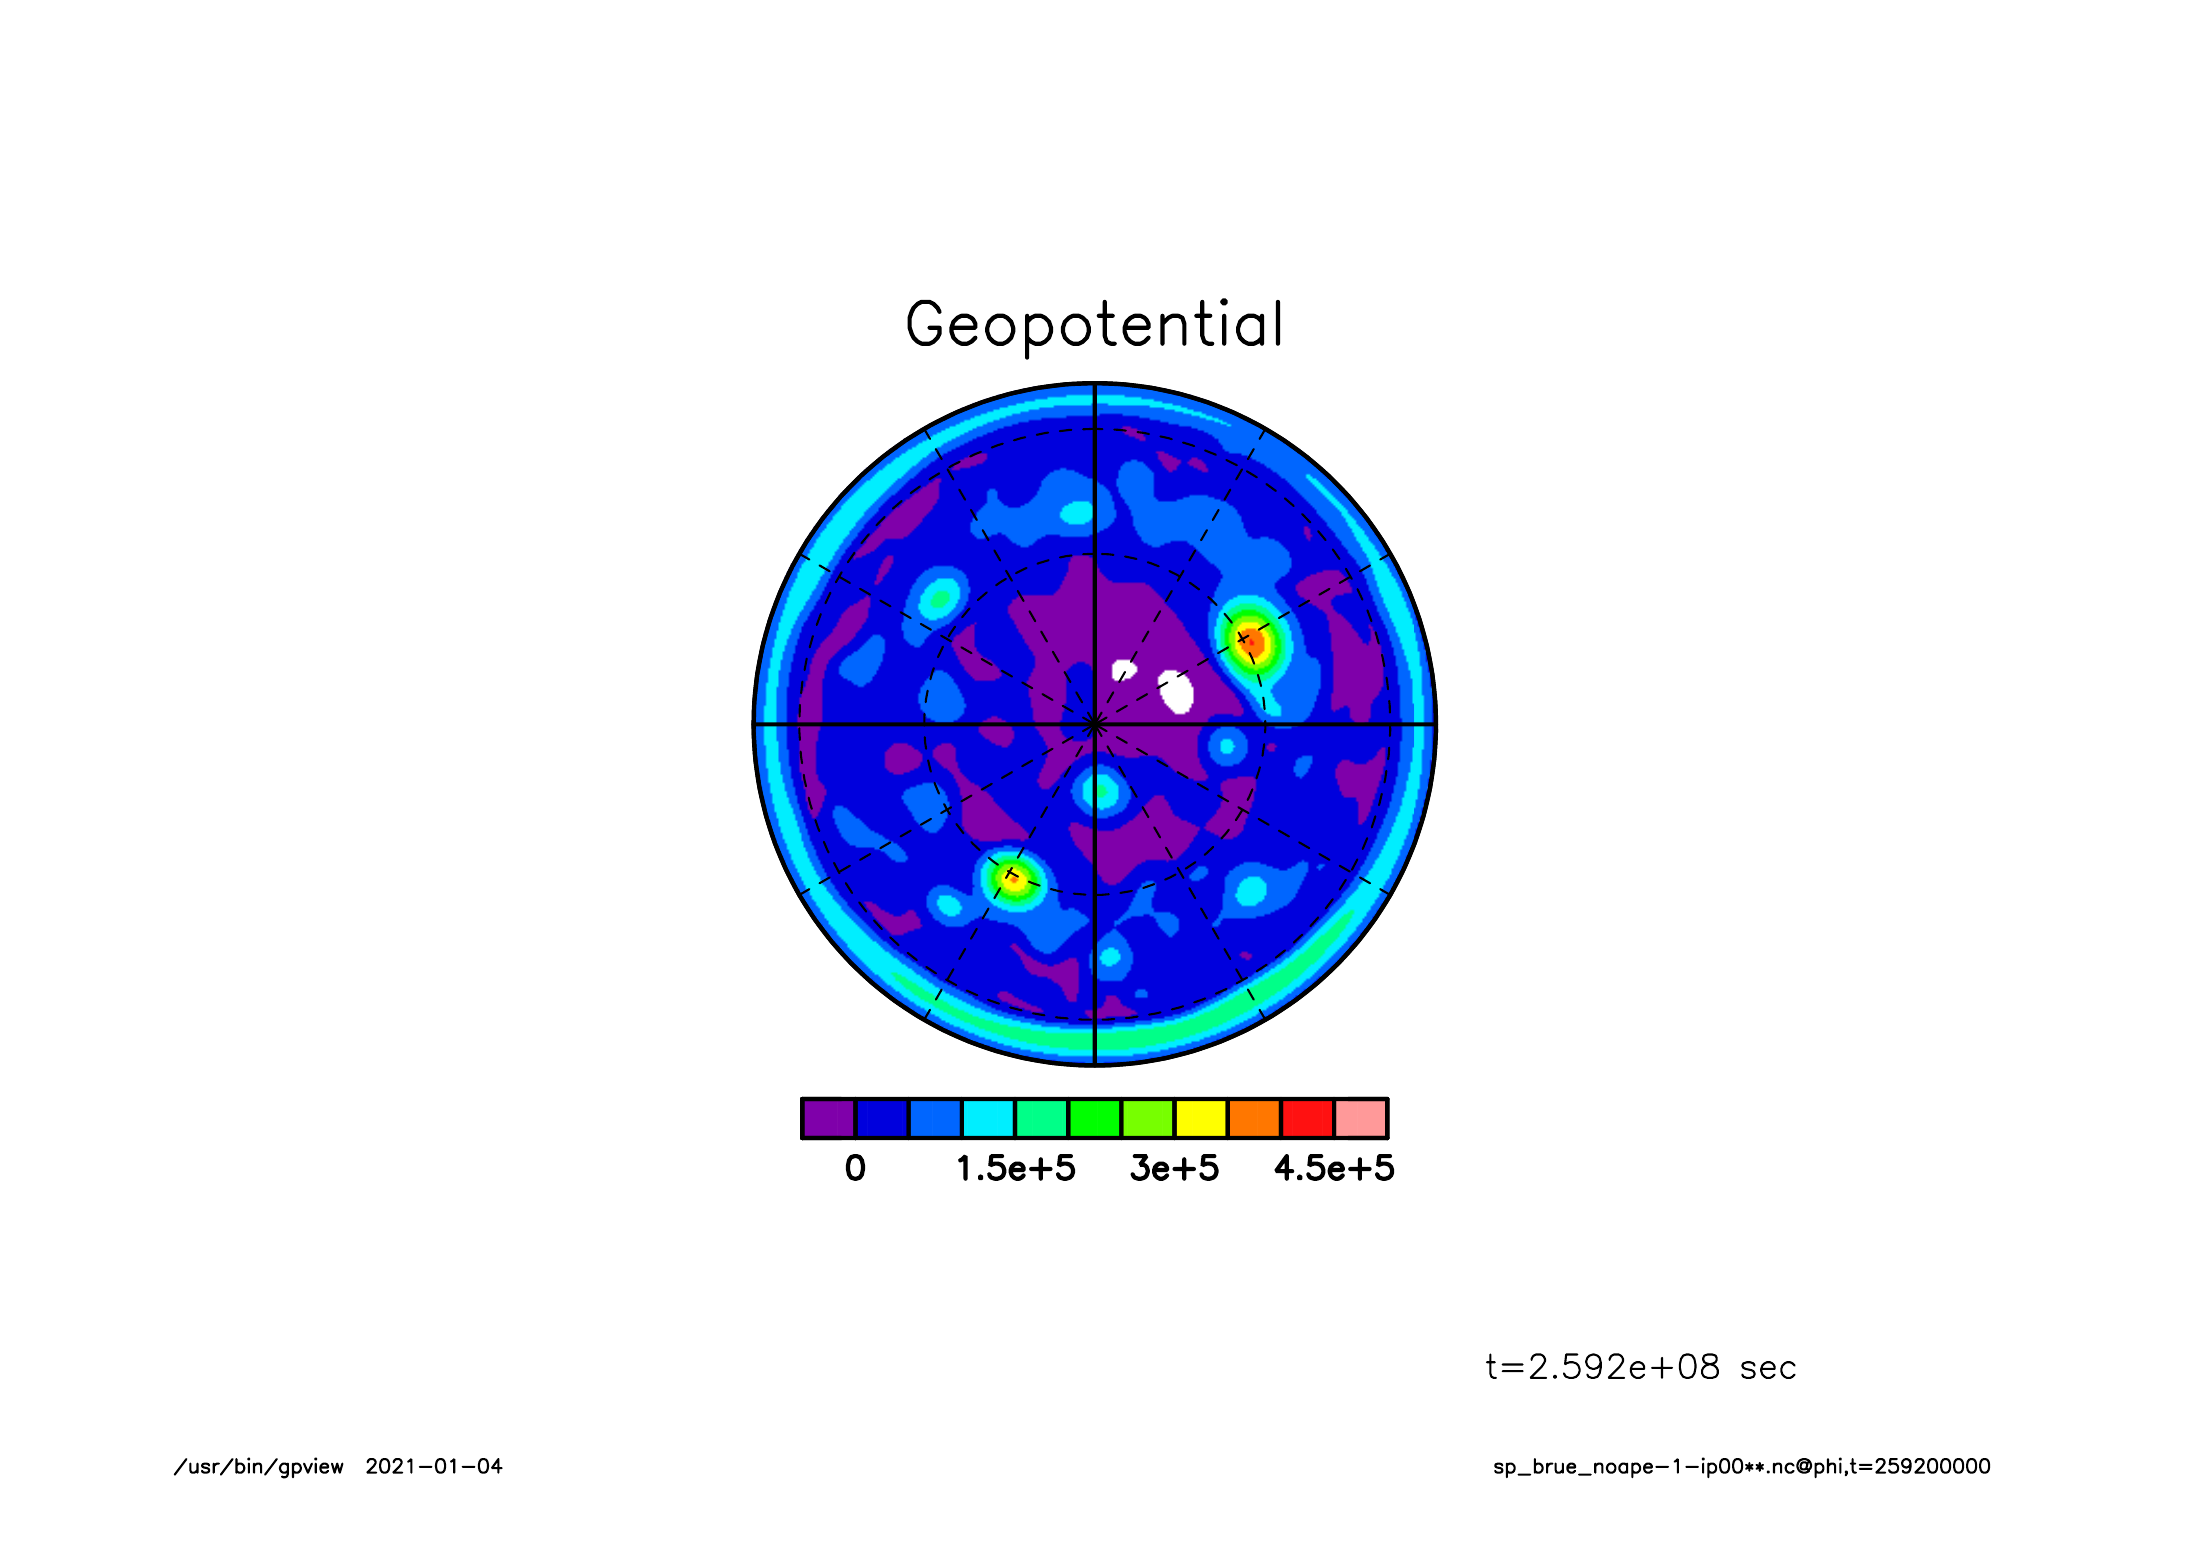 Geopotential
0 1.5e+5 3e+5 4.5e+5
t=2.592e+08 sec
/usr/bin/gpview 2021-01-04 sp_brue_noape-1-ip00**.nc@phi,t=259200000